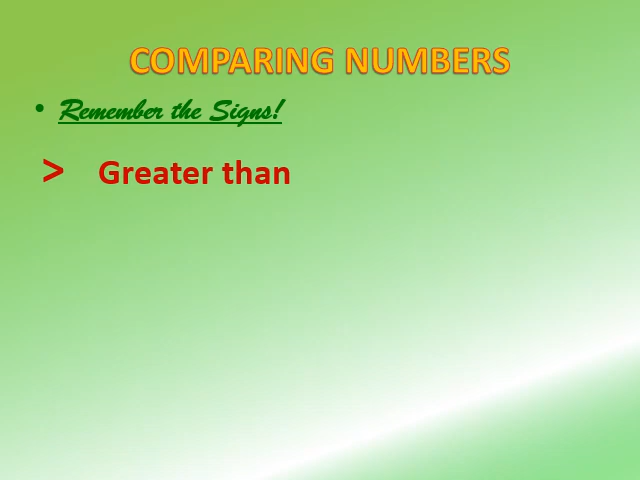 COMPARING NUMBERS
• Remember the Signs!
> Greater than